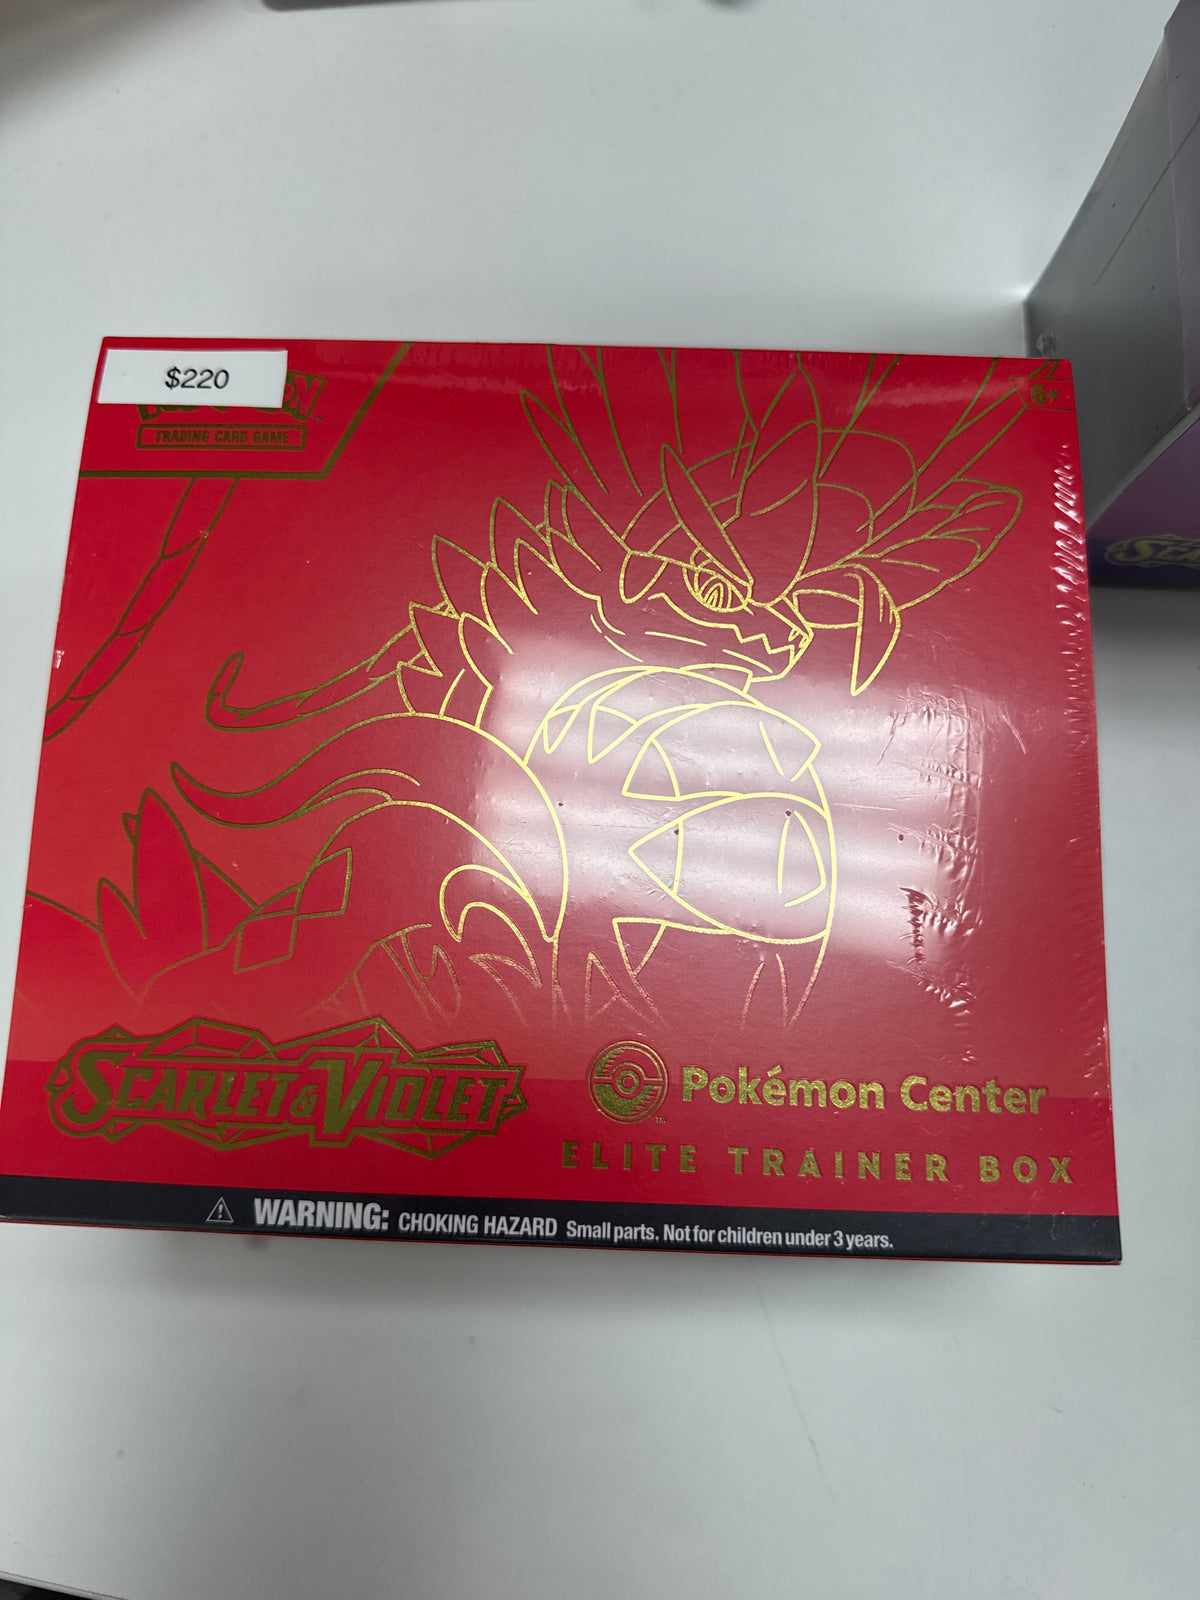 $220
TRADING CARD GAME
6+
SCARLET & VIOLET
Pokémon Center
ELITE TRAINER BOX
WARNING: CHOKING HAZARD Small parts. Not for children under 3 years.